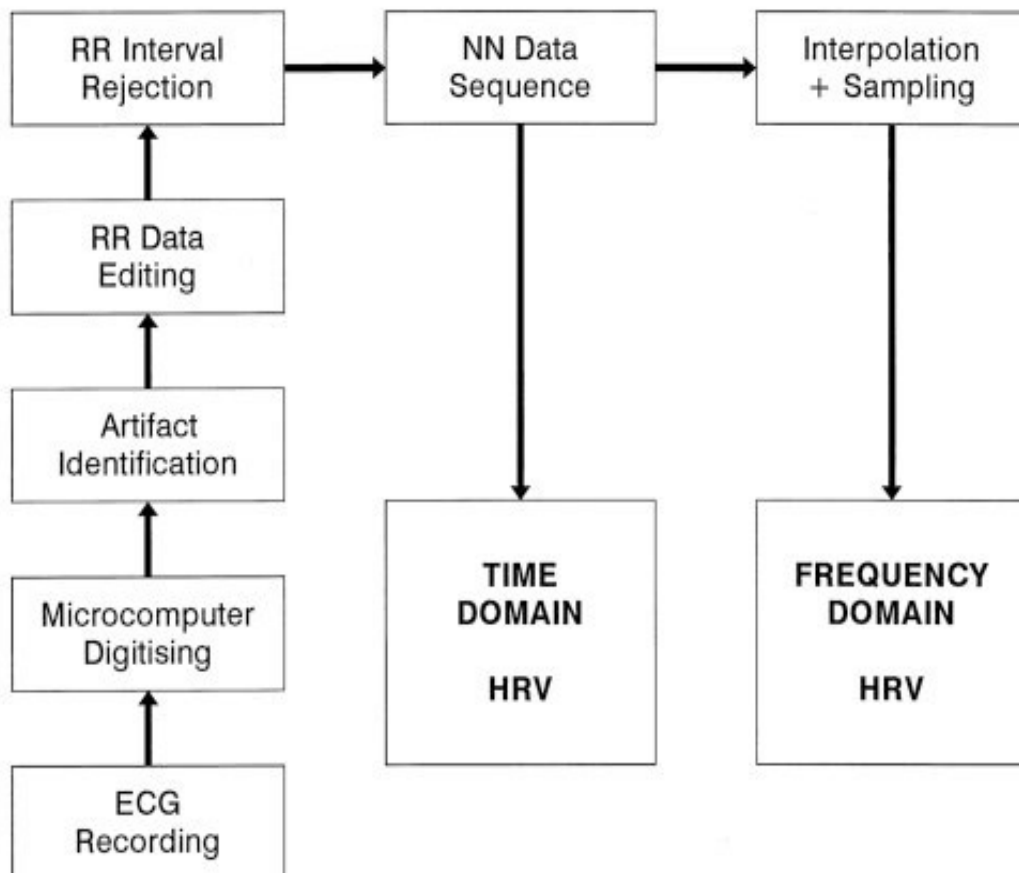 RR Interval
Rejection
NN Data
Sequence
Interpolation
+ Sampling
RR Data
Editing
Artifact
Identification
Microcomputer
Digitising
ECG
Recording
TIME
DOMAIN
HRV
FREQUENCY
DOMAIN
HRV